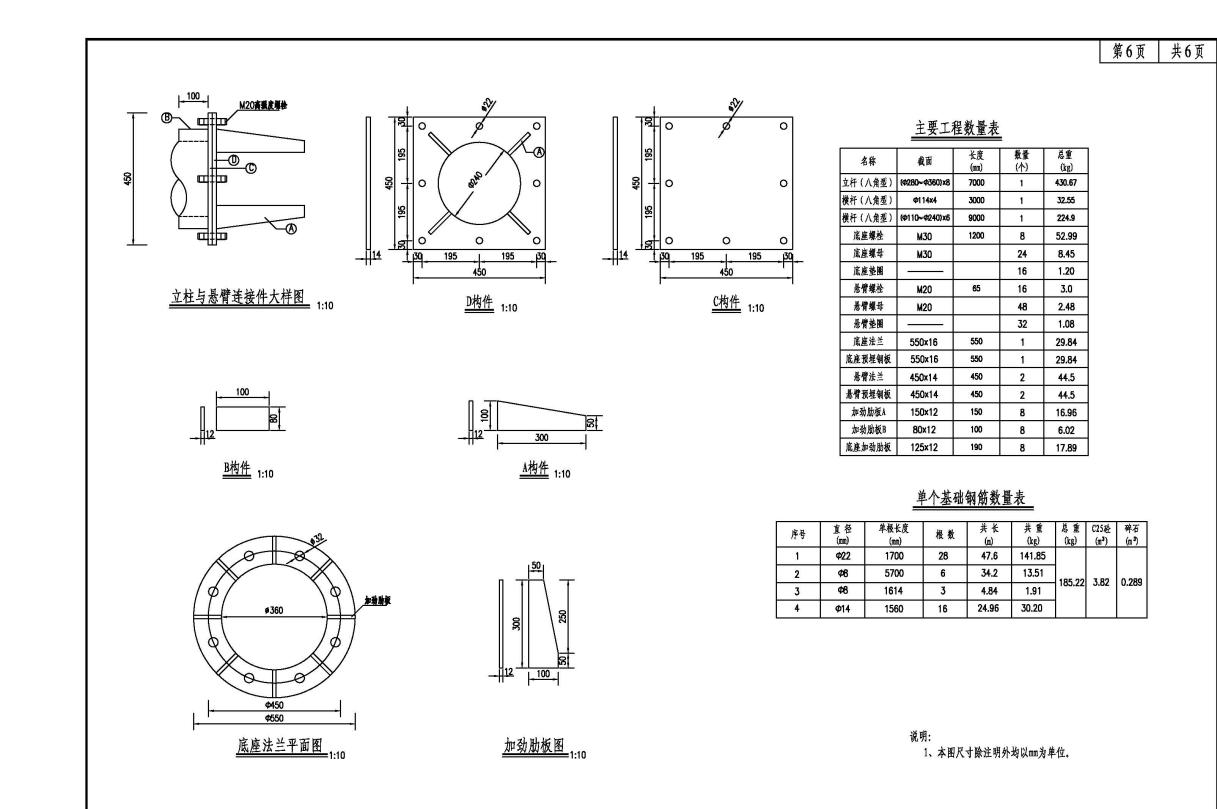 第6页 共6页
100
M20高强度螺栓
B
D
C
A
450
立柱与悬臂连接件大样图 1:10
Φ22
30
195
450
195
30
A
Φ240
14
30 195 195 30
450
D构件 1:10
Φ22
30
195
450
195
30
14
30 195 195 30
450
C构件 1:10
100
80
12
B构件 1:10
100
50
12
300
A构件 1:10
Φ32
加劲肋板
Φ360
Φ450
Φ550
底座法兰平面图 1:10
50
300
250
50
12
100
加劲肋板图 1:10
主要工程数量表
名称 截面 长度(mm) 数量(个) 总重(kg)
立杆（八角型） (Φ280~Φ360)x8 7000 1 430.67
横杆（八角型） Φ114x4 3000 1 32.55
横杆（八角型） (Φ110~Φ240)x6 9000 1 224.9
底座螺栓 M30 1200 8 52.99
底座螺母 M30 24 8.45
底座垫圈 —— 16 1.20
悬臂螺栓 M20 65 16 3.0
悬臂螺母 M20 48 2.48
悬臂垫圈 —— 32 1.08
底座法兰 550x16 550 1 29.84
底座预埋钢板 550x16 550 1 29.84
悬臂法兰 450x14 450 2 44.5
悬臂预埋钢板 450x14 450 2 44.5
加劲肋板A 150x12 150 8 16.96
加劲肋板B 80x12 100 8 6.02
底座加劲肋板 125x12 190 8 17.89
单个基础钢筋数量表
序号 直径(mm) 单根长度(mm) 根数 共长(m) 共重(kg) 总重(kg) C25砼(m³) 碎石(m³)
1 Φ22 1700 28 47.6 141.85 185.22 3.82 0.289
2 Φ8 5700 6 34.2 13.51
3 Φ8 1614 3 4.84 1.91
4 Φ14 1560 16 24.96 30.20
说明:
1、本图尺寸除注明外均以mm为单位。